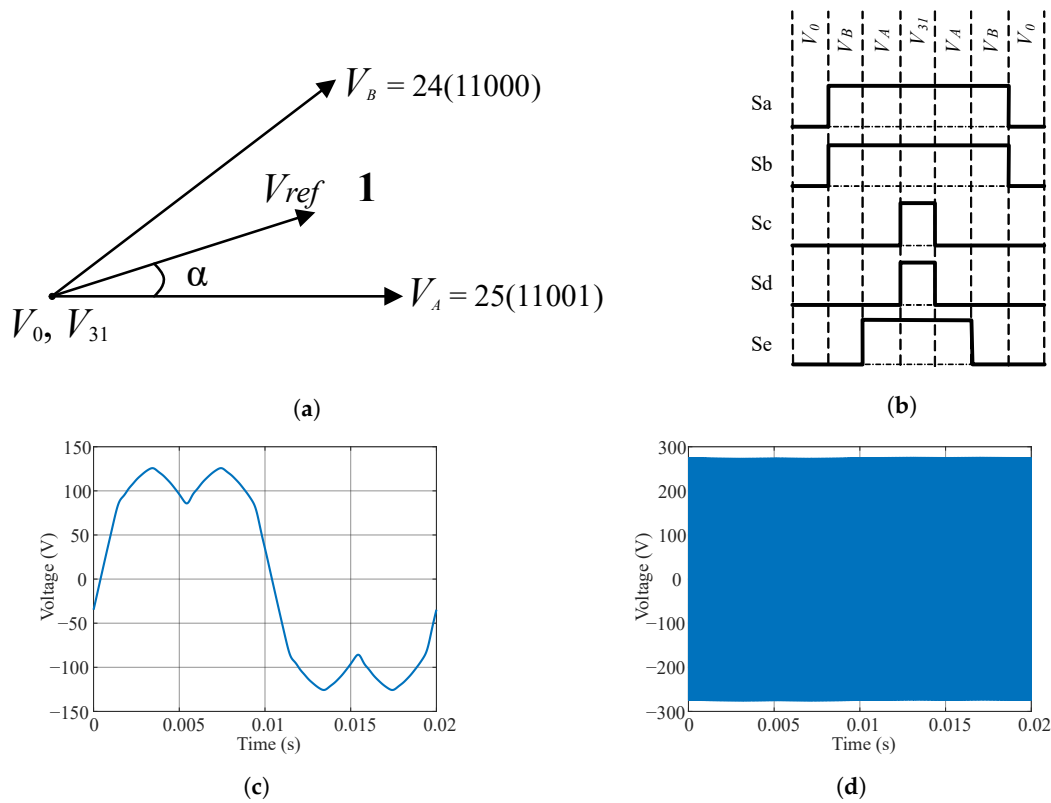 V_B = 24(11000)
Vref 1
α
V_A = 25(11001)
V_0, V_31
(a)
V_0 V_B V_A V_31 V_A V_B V_0
Sa
Sb
Sc
Sd
Se
(b)
150
100
50
0
−50
−100
−150
Voltage (V)
0 0.005 0.01 0.015 0.02
Time (s)
(c)
300
200
100
0
−100
−200
−300
Voltage (V)
0.005 0.01 0.015 0.02
Time (s)
(d)